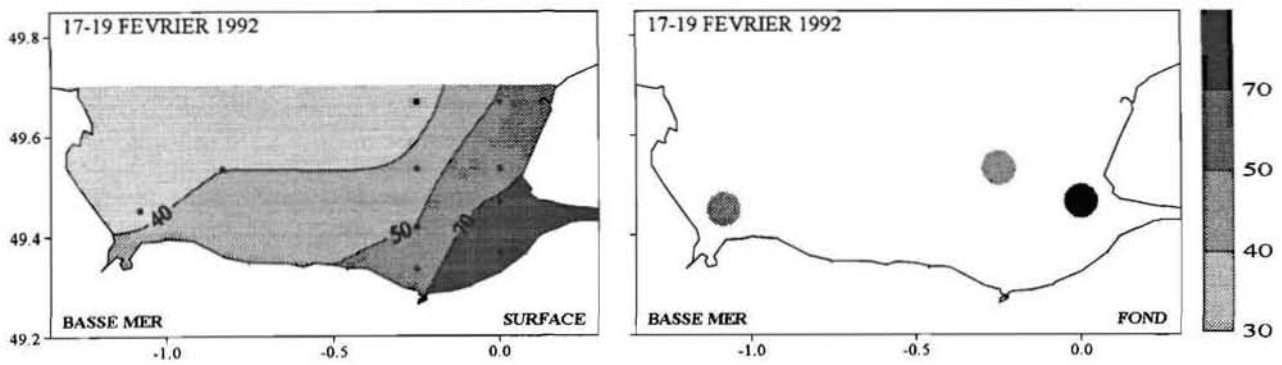 17-19 FEVRIER 1992
49.8
49.6
49.4
49.2
40
50
70
BASSE MER
SURFACE
-1.0
-0.5
0.0
17-19 FEVRIER 1992
BASSE MER
FOND
-1.0
-0.5
0.0
70
50
40
30